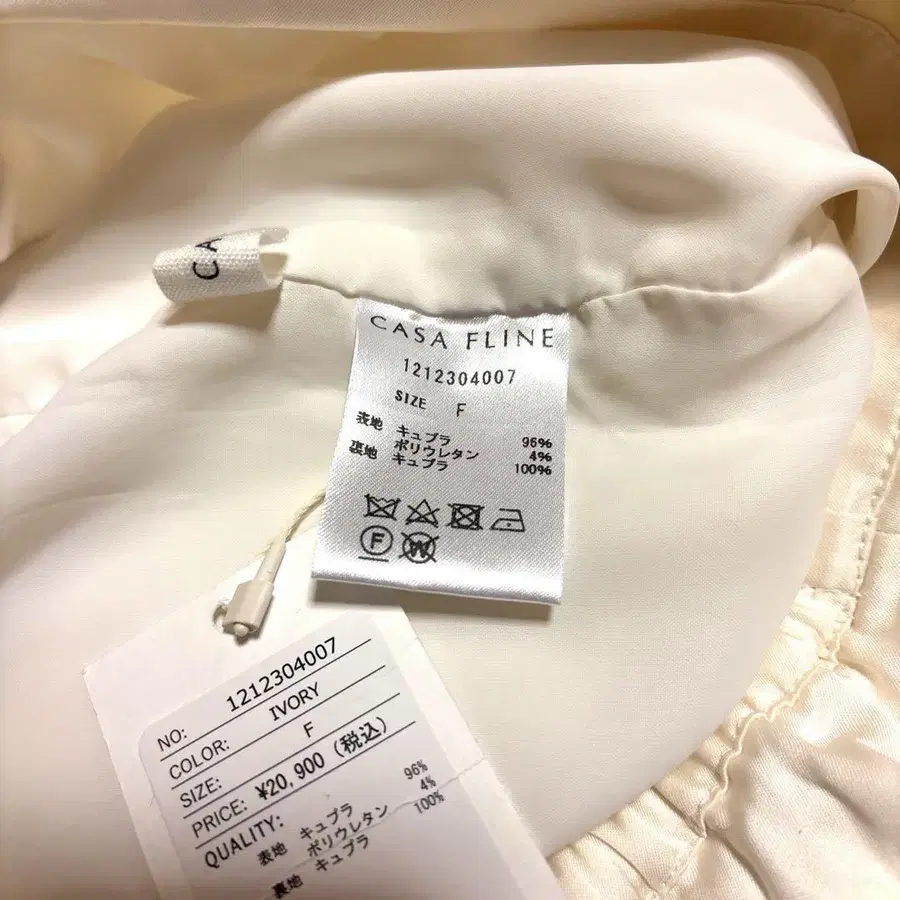 CA
CASA FLINE
1212304007
SIZE F
表地 キュプラ 96%
ポリウレタン 4%
裏地 キュプラ 100%
F
W
NO: 1212304007
COLOR: IVORY
SIZE: F
PRICE: ¥20,900 (税込)
QUALITY:
表地 キュプラ 96%
ポリウレタン 4%
裏地 キュプラ 100%